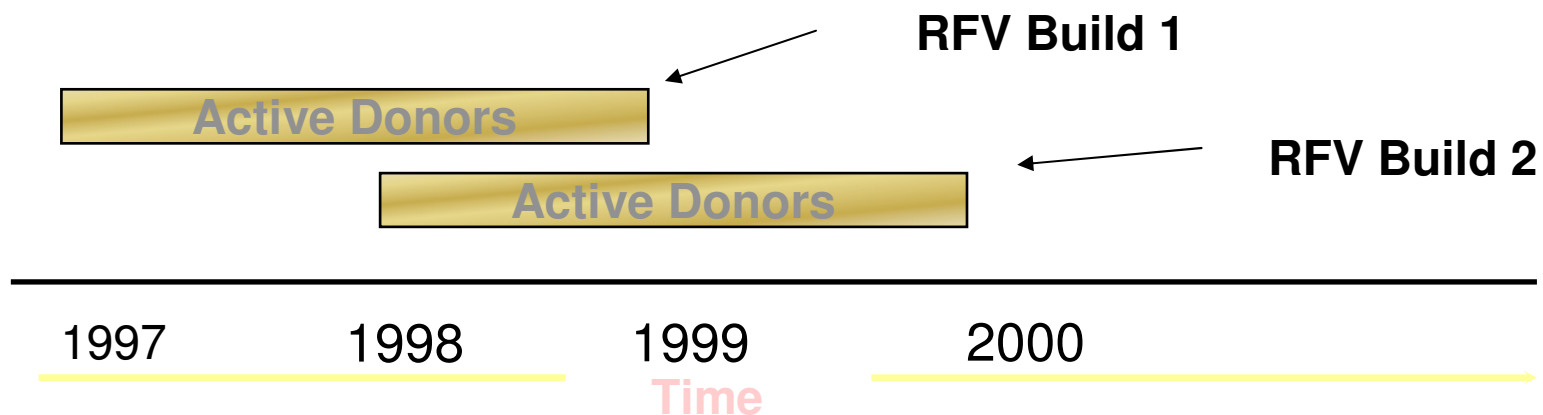 RFV Build 1
Active Donors
RFV Build 2
Active Donors
1997 1998 1999 2000
Time